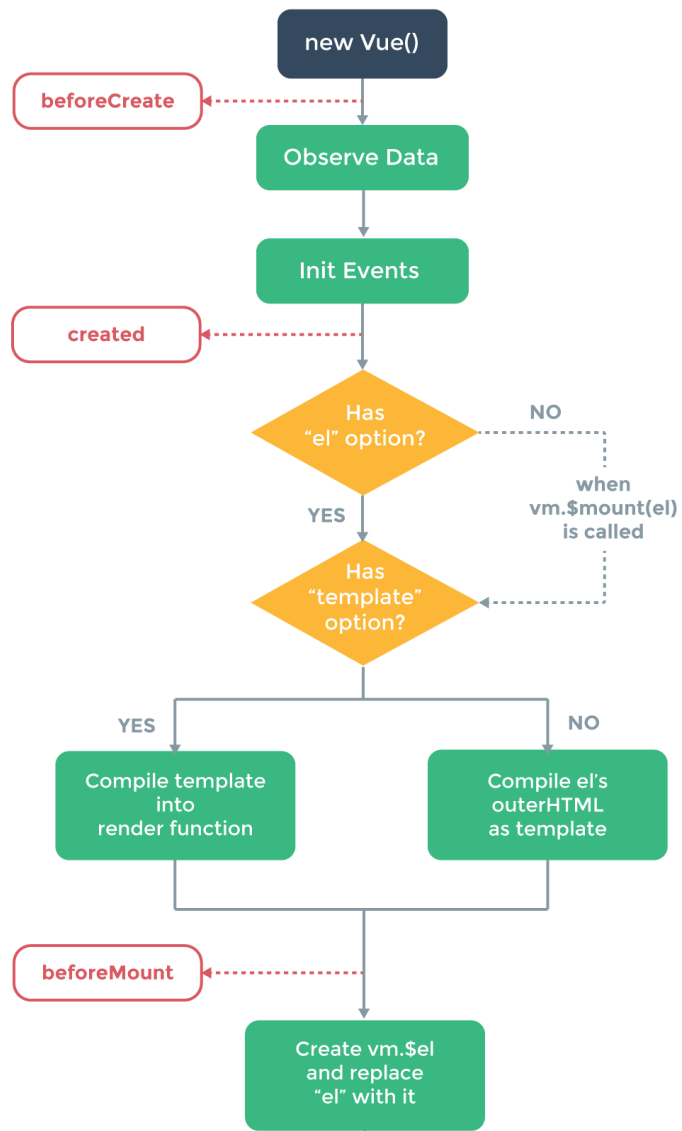 new Vue()
beforeCreate
Observe Data
Init Events
created
Has
“el” option?
NO
when
vm.$mount(el)
is called
YES
Has
“template”
option?
YES
NO
Compile template
into
render function
Compile el’s
outerHTML
as template
beforeMount
Create vm.$el
and replace
“el” with it